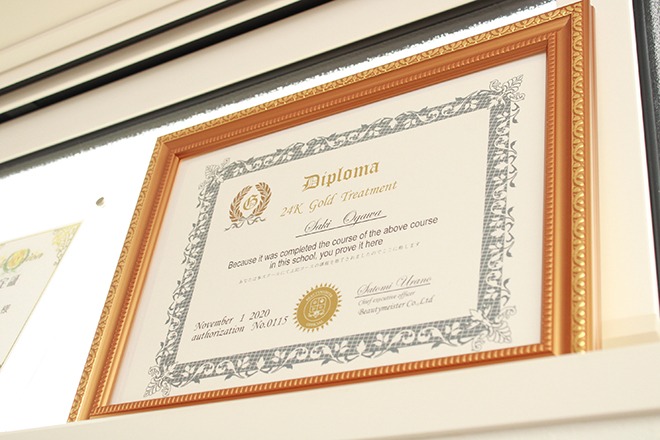 Diploma
24K Gold Treatment
Saki Ogawa
Because it was completed the course of the above course
in this school, you prove it here
November 1 2020
authorization No.0115
Satomi Urano
Chief exposition officer
Beautymeister Co.,Ltd.